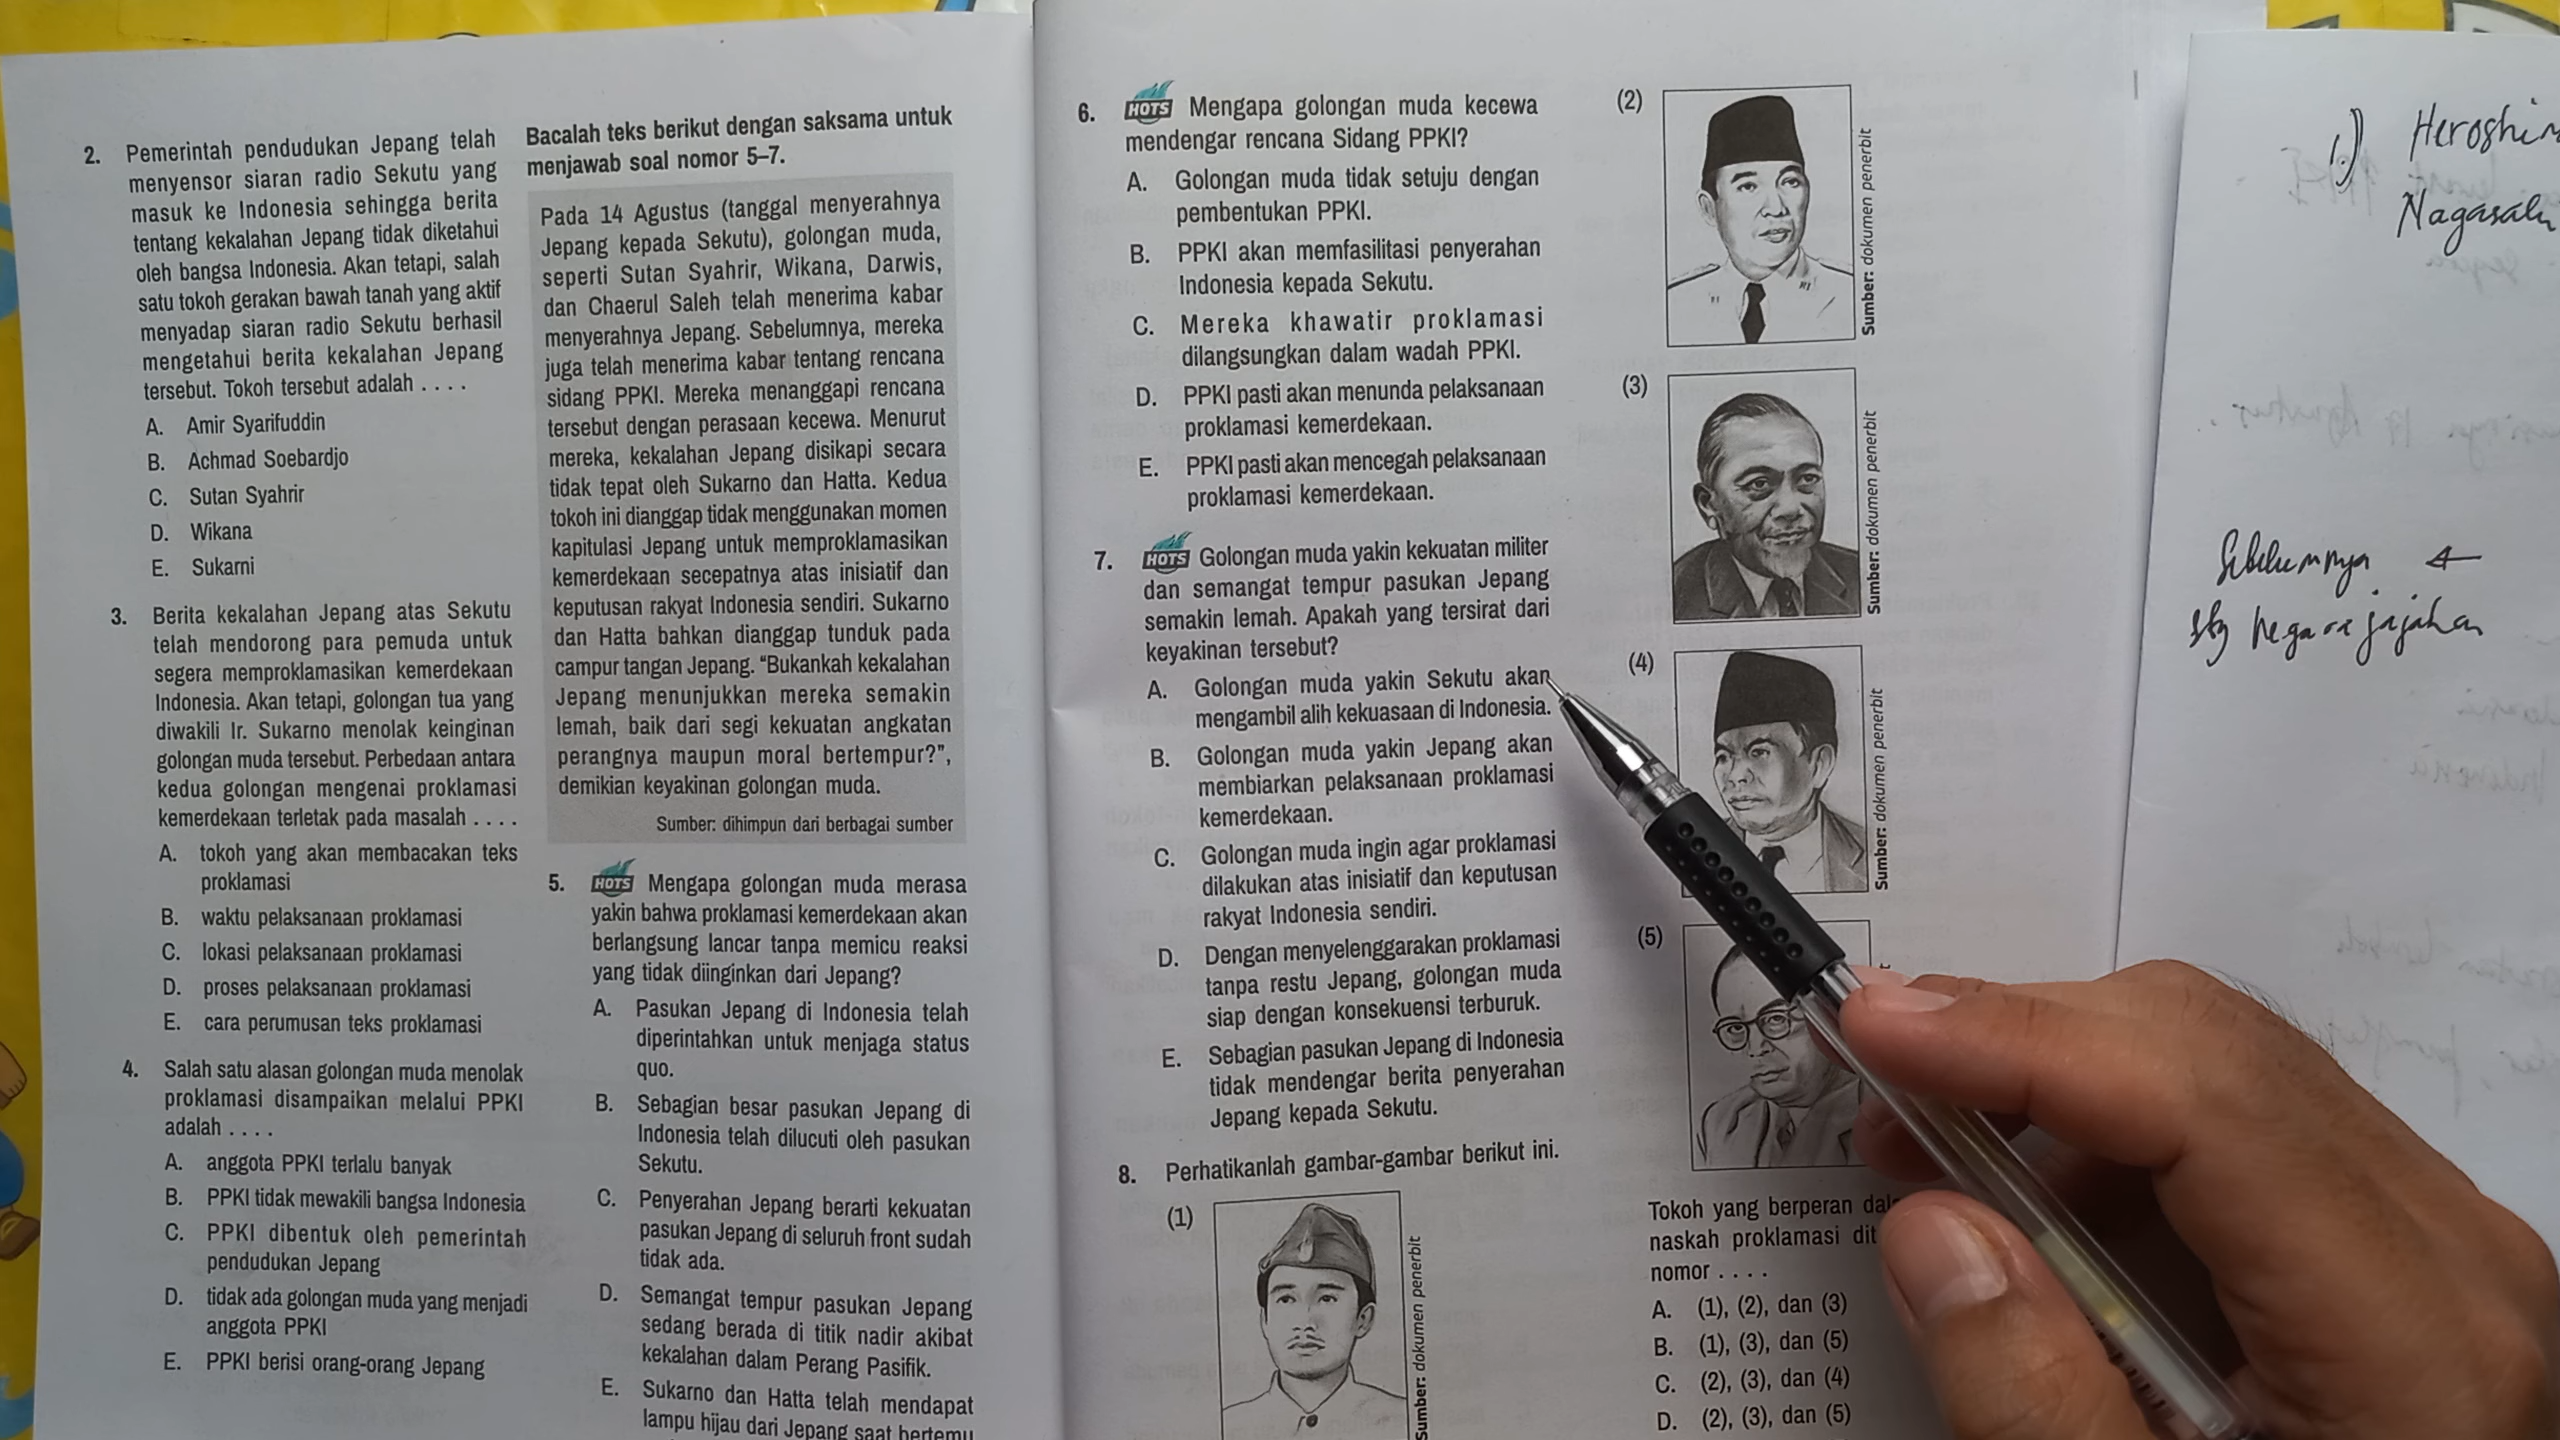 2. Pemerintah pendudukan Jepang telah
menyensor siaran radio Sekutu yang
masuk ke Indonesia sehingga berita
tentang kekalahan Jepang tidak diketahui
oleh bangsa Indonesia. Akan tetapi, salah
satu tokoh gerakan bawah tanah yang aktif
menyadap siaran radio Sekutu berhasil
mengetahui berita kekalahan Jepang
tersebut. Tokoh tersebut adalah . . . .
A. Amir Syarifuddin
B. Achmad Soebardjo
C. Sutan Syahrir
D. Wikana
E. Sukarni
3. Berita kekalahan Jepang atas Sekutu
telah mendorong para pemuda untuk
segera memproklamasikan kemerdekaan
Indonesia. Akan tetapi, golongan tua yang
diwakili Ir. Sukarno menolak keinginan
golongan muda tersebut. Perbedaan antara
kedua golongan mengenai proklamasi
kemerdekaan terletak pada masalah . . . .
A. tokoh yang akan membacakan teks
proklamasi
B. waktu pelaksanaan proklamasi
C. lokasi pelaksanaan proklamasi
D. proses pelaksanaan proklamasi
E. cara perumusan teks proklamasi
4. Salah satu alasan golongan muda menolak
proklamasi disampaikan melalui PPKI
adalah . . . .
A. anggota PPKI terlalu banyak
B. PPKI tidak mewakili bangsa Indonesia
C. PPKI dibentuk oleh pemerintah
pendudukan Jepang
D. tidak ada golongan muda yang menjadi
anggota PPKI
E. PPKI berisi orang-orang Jepang
Bacalah teks berikut dengan saksama untuk
menjawab soal nomor 5–7.
Pada 14 Agustus (tanggal menyerahnya
Jepang kepada Sekutu), golongan muda,
seperti Sutan Syahrir, Wikana, Darwis,
dan Chaerul Saleh telah menerima kabar
menyerahnya Jepang. Sebelumnya, mereka
juga telah menerima kabar tentang rencana
sidang PPKI. Mereka menanggapi rencana
tersebut dengan perasaan kecewa. Menurut
mereka, kekalahan Jepang disikapi secara
tidak tepat oleh Sukarno dan Hatta. Kedua
tokoh ini dianggap tidak menggunakan momen
kapitulasi Jepang untuk memproklamasikan
kemerdekaan secepatnya atas inisiatif dan
keputusan rakyat Indonesia sendiri. Sukarno
dan Hatta bahkan dianggap tunduk pada
campur tangan Jepang. “Bukankah kekalahan
Jepang menunjukkan mereka semakin
lemah, baik dari segi kekuatan angkatan
perangnya maupun moral bertempur?”,
demikian keyakinan golongan muda.
Sumber: dihimpun dari berbagai sumber
5. HOTS Mengapa golongan muda merasa
yakin bahwa proklamasi kemerdekaan akan
berlangsung lancar tanpa memicu reaksi
yang tidak diinginkan dari Jepang?
A. Pasukan Jepang di Indonesia telah
diperintahkan untuk menjaga status
quo.
B. Sebagian besar pasukan Jepang di
Indonesia telah dilucuti oleh pasukan
Sekutu.
C. Penyerahan Jepang berarti kekuatan
pasukan Jepang di seluruh front sudah
tidak ada.
D. Semangat tempur pasukan Jepang
sedang berada di titik nadir akibat
kekalahan dalam Perang Pasifik.
E. Sukarno dan Hatta telah mendapat
lampu hijau dari Jepang saat bertemu
6. HOTS Mengapa golongan muda kecewa
mendengar rencana Sidang PPKI?
A. Golongan muda tidak setuju dengan
pembentukan PPKI.
B. PPKI akan memfasilitasi penyerahan
Indonesia kepada Sekutu.
C. Mereka khawatir proklamasi
dilangsungkan dalam wadah PPKI.
D. PPKI pasti akan menunda pelaksanaan
proklamasi kemerdekaan.
E. PPKI pasti akan mencegah pelaksanaan
proklamasi kemerdekaan.
7. HOTS Golongan muda yakin kekuatan militer
dan semangat tempur pasukan Jepang
semakin lemah. Apakah yang tersirat dari
keyakinan tersebut?
A. Golongan muda yakin Sekutu akan
mengambil alih kekuasaan di Indonesia.
B. Golongan muda yakin Jepang akan
membiarkan pelaksanaan proklamasi
kemerdekaan.
C. Golongan muda ingin agar proklamasi
dilakukan atas inisiatif dan keputusan
rakyat Indonesia sendiri.
D. Dengan menyelenggarakan proklamasi
tanpa restu Jepang, golongan muda
siap dengan konsekuensi terburuk.
E. Sebagian pasukan Jepang di Indonesia
tidak mendengar berita penyerahan
Jepang kepada Sekutu.
8. Perhatikanlah gambar-gambar berikut ini.
(1)
Sumber: dokumen penerbit
(2)
Sumber: dokumen penerbit
(3)
Sumber: dokumen penerbit
(4)
Sumber: dokumen penerbit
(5)
Tokoh yang berperan
naskah proklamasi
nomor . . . .
A. (1), (2), dan (3)
B. (1), (3), dan (5)
C. (2), (3), dan (4)
D. (2), (3), dan (5)
1.) Heroshim
Nagasaki
Sebelumnya ←
sbg negara jajahan